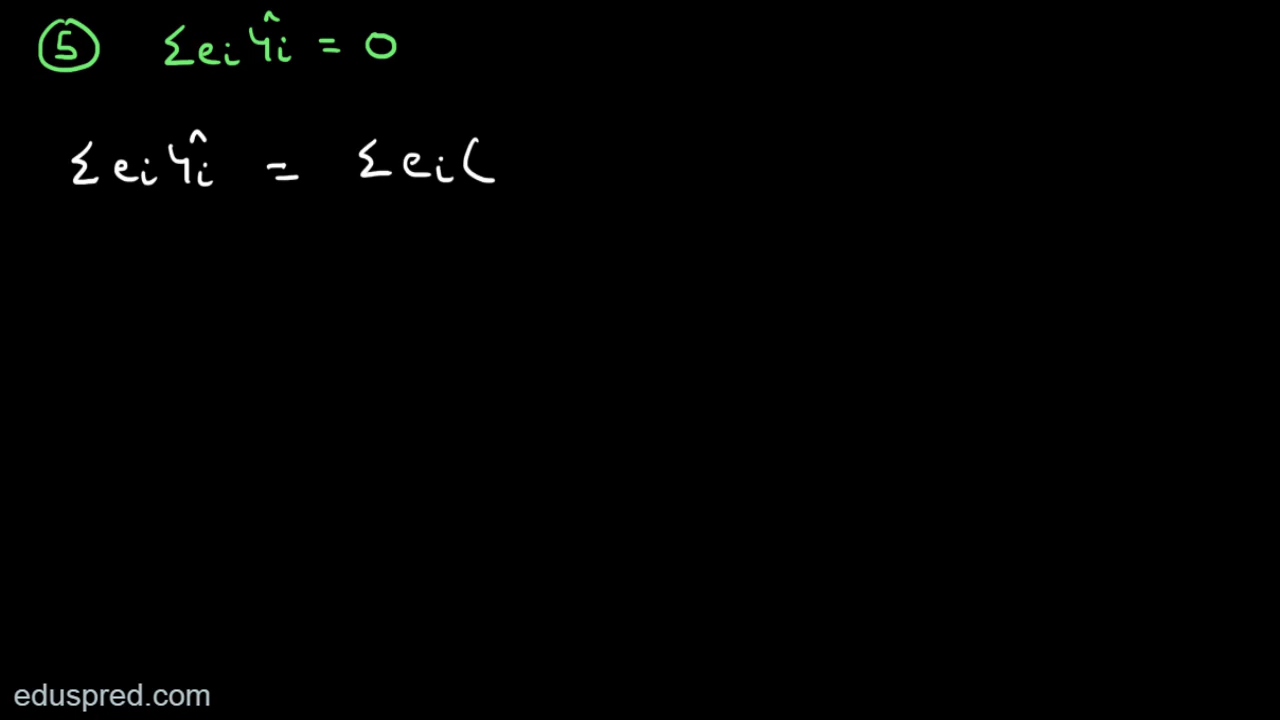 ⑤ Σeiŷi = 0
Σeiŷi = Σei(
eduspred.com